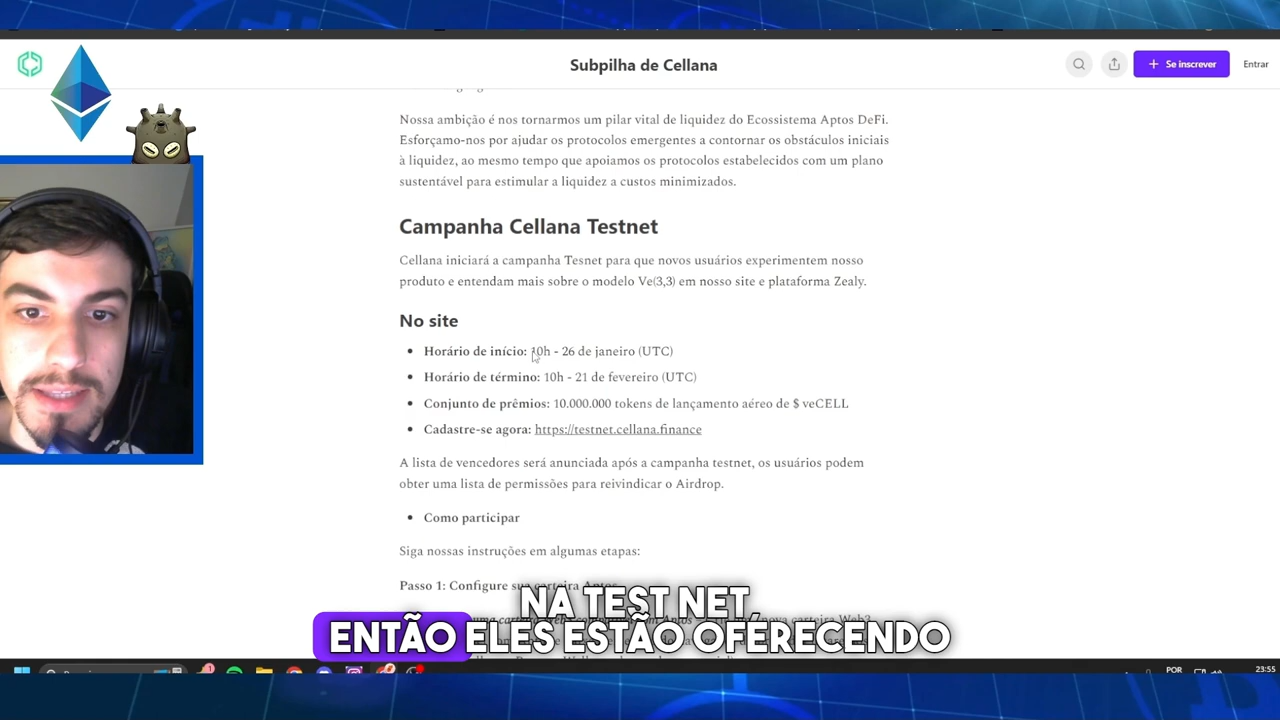 Subpilha de Cellana
+ Se inscrever
Entrar
Nossa ambição é nos tornarmos um pilar vital de liquidez do Ecossistema Aptos DeFi.
Esforçamo-nos por ajudar os protocolos emergentes a contornar os obstáculos iniciais
à liquidez, ao mesmo tempo que apoiamos os protocolos estabelecidos com um plano
sustentável para estimular a liquidez a custos minimizados.
Campanha Cellana Testnet
Cellana iniciará a campanha Tesnet para que novos usuários experimentem nosso
produto e entendam mais sobre o modelo Ve(3,3) em nosso site e plataforma Zealy.
No site
• Horário de início: 10h - 26 de janeiro (UTC)
• Horário de término: 10h - 21 de fevereiro (UTC)
• Conjunto de prêmios: 10.000.000 tokens de lançamento aéreo de $ veCELL
• Cadastre-se agora: https://testnet.cellana.finance
A lista de vencedores será anunciada após a campanha testnet, os usuários podem
obter uma lista de permissões para reivindicar o Airdrop.
• Como participar
Siga nossas instruções em algumas etapas:
Passo 1: Configure sua carteira Aptos
NA TEST NET,
ENTÃO ELES ESTÃO OFERECENDO
POR
23:55